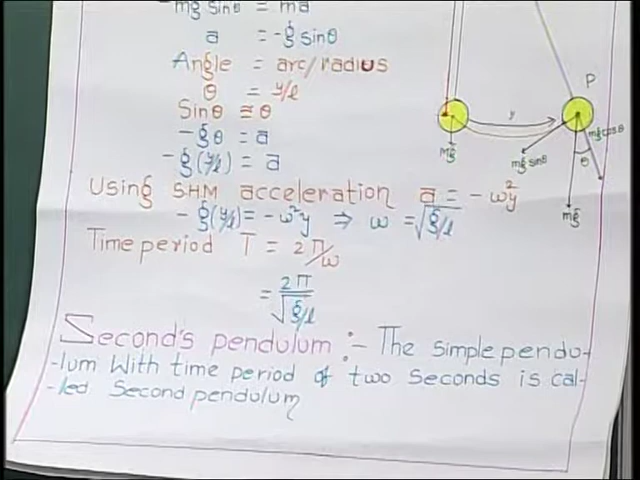 mg sinθ = ma
a = -g sinθ
Angle = arc/radius
θ = y/l
Sinθ ≅ θ
-gθ = a
-g(y/l) = a
Using SHM acceleration a = -ω²y
-g(y/l) = -ω²y ⇒ ω = √g/l
Time period T = 2π/ω
= 2π/√g/l
Second's pendulum :- The simple pendu-
-lum With time period of two seconds is cal-
-led Second pendulum
P
y
mg
mg sinθ
mg cosθ
θ
mg